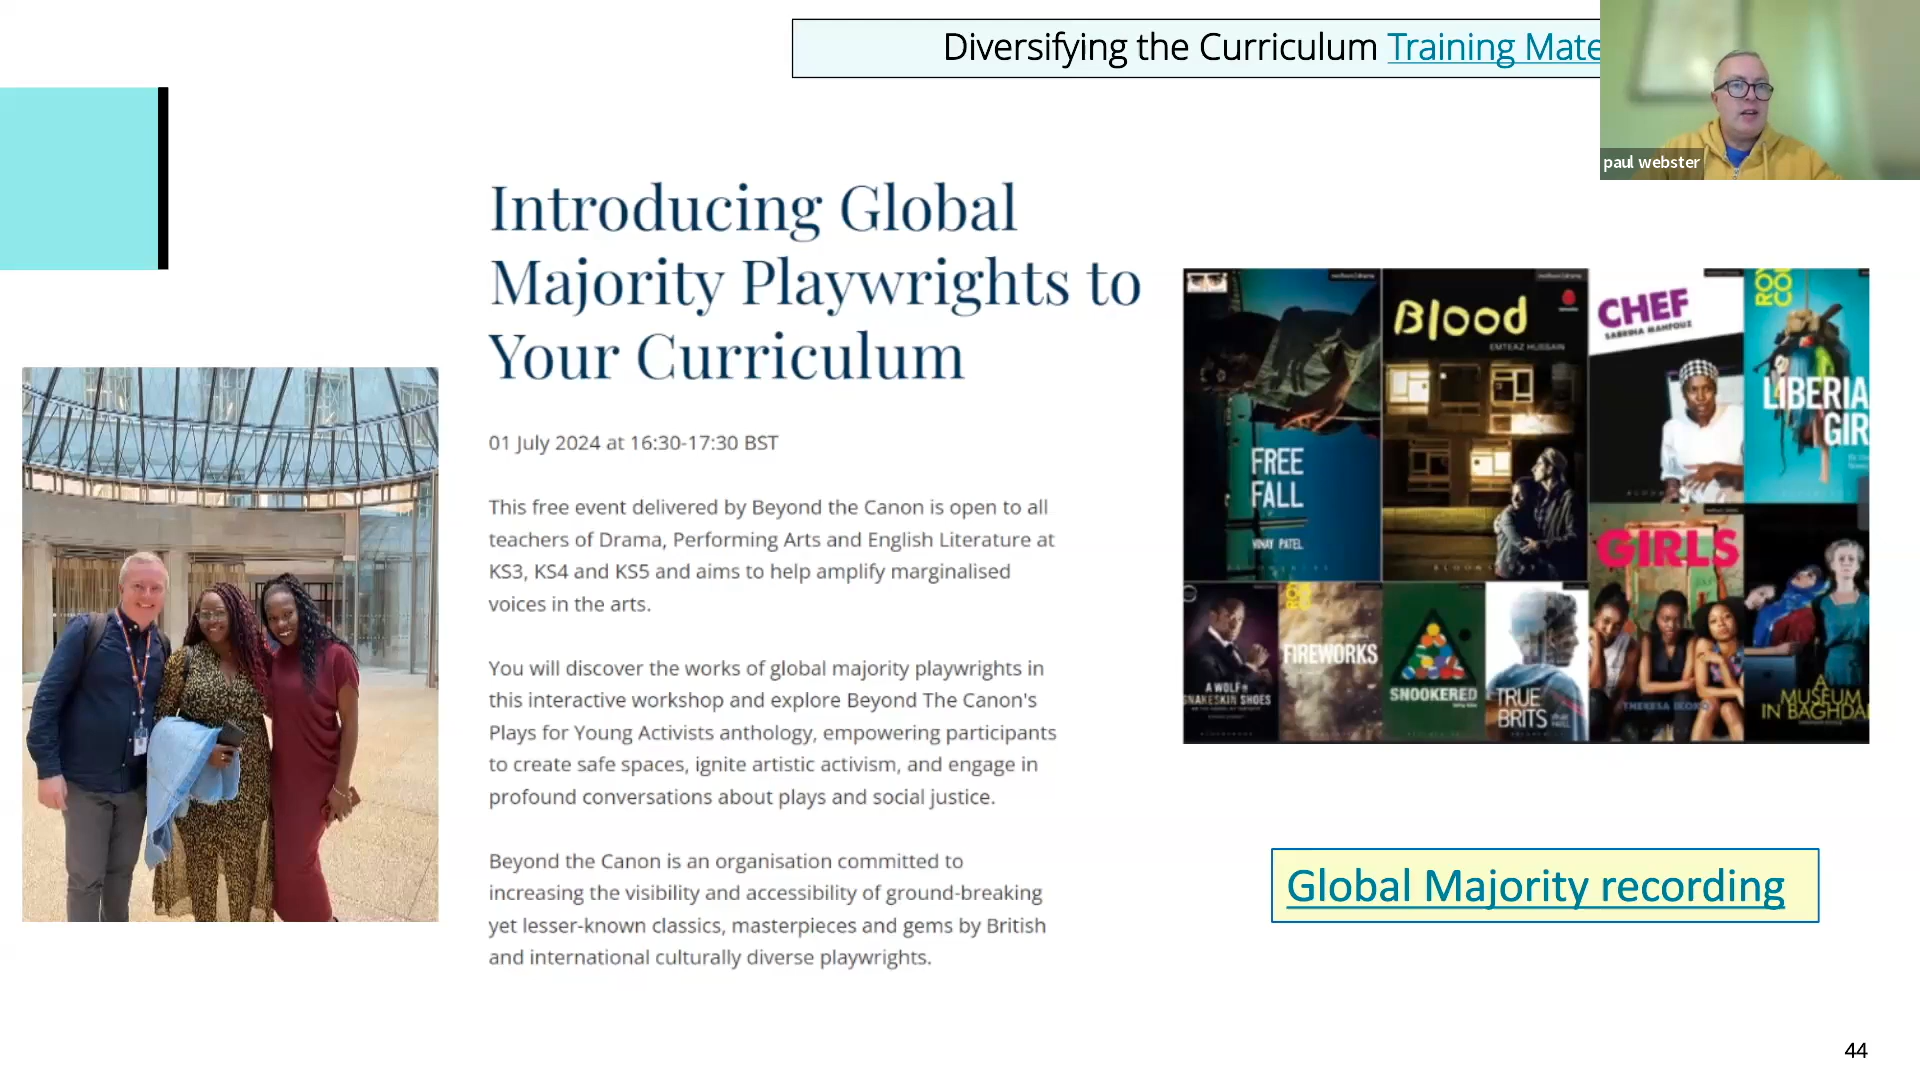 Diversifying the Curriculum Training Mate
paul webster
Introducing Global
Majority Playwrights to
Your Curriculum
01 July 2024 at 16:30-17:30 BST
This free event delivered by Beyond the Canon is open to all
teachers of Drama, Performing Arts and English Literature at
KS3, KS4 and KS5 and aims to help amplify marginalised
voices in the arts.
You will discover the works of global majority playwrights in
this interactive workshop and explore Beyond The Canon's
Plays for Young Activists anthology, empowering participants
to create safe spaces, ignite artistic activism, and engage in
profound conversations about plays and social justice.
Beyond the Canon is an organisation committed to
increasing the visibility and accessibility of ground-breaking
yet lesser-known classics, masterpieces and gems by British
and international culturally diverse playwrights.
FREE
FALL
VINAY PATEL
Blood
EMTEAZ HUSSAIN
CHEF
SABRINA MAHFOUZ
LIBERIA
GIR
A WOLF
SNAKESKIN SHOES
FIREWORKS
SNOOKERED
TRUE
BRITS
GIRLS
THERESA IKOKO
A
MUSEUM
IN BAGHDA
Global Majority recording
44